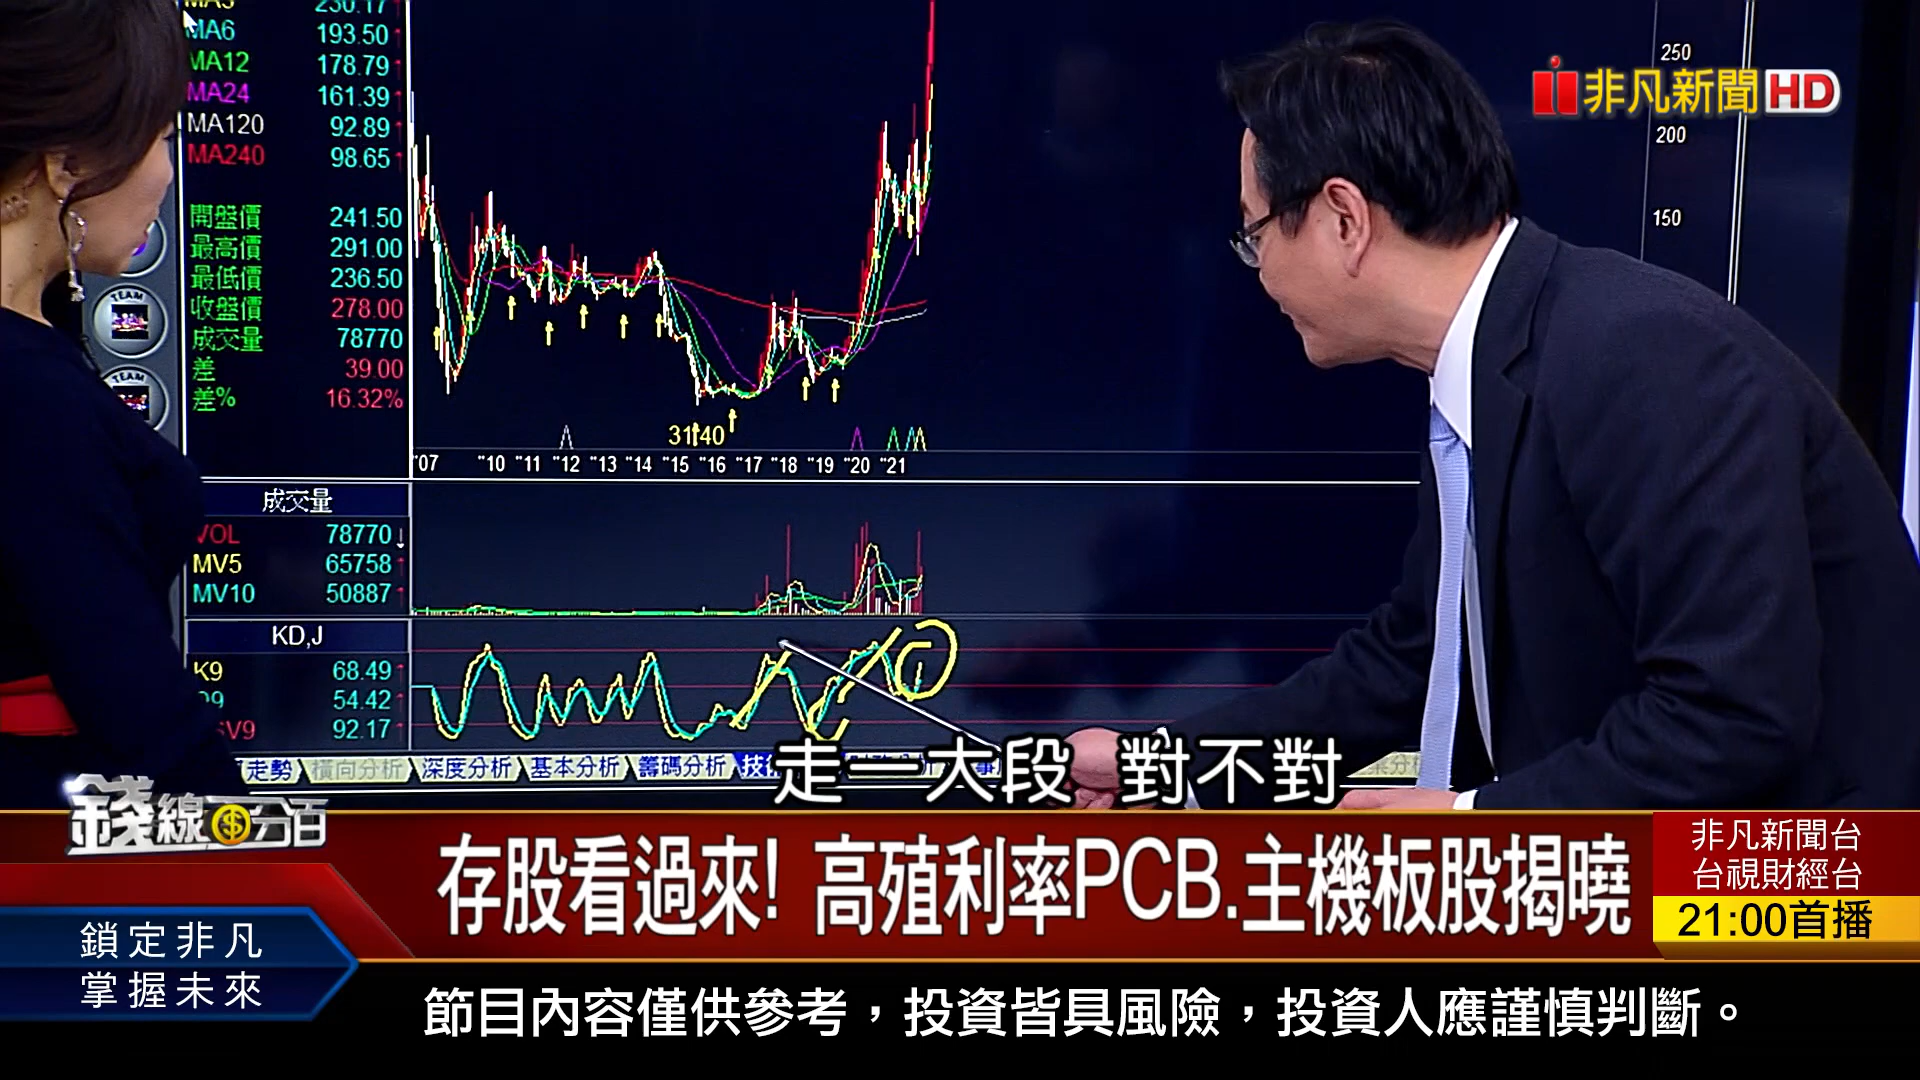 MA5 230.17
MA6 193.50
MA12 178.79
MA24 161.39
MA120 92.89
MA240 98.65
開盤價 241.50
最高價 291.00
最低價 236.50
收盤價 278.00
成交量 78770
差 39.00
差% 16.32%
250
200
150
非凡新聞HD
TEAM
TEAM
31.40
"07 "10 "11 "12 "13 "14 "15 "16 "17 "18 "19 "20 "21
成交量
VOL 78770
MV5 65758
MV10 50887
KD,J
K9 68.49
D9 54.42
RSV9 92.17
走勢 橫向分析 深度分析 基本分析 籌碼分析
走一大段 對不對
錢線百分百
存股看過來! 高殖利率PCB.主機板股揭曉
非凡新聞台
台視財經台
21:00首播
鎖定非凡
掌握未來
節目內容僅供參考，投資皆具風險，投資人應謹慎判斷。